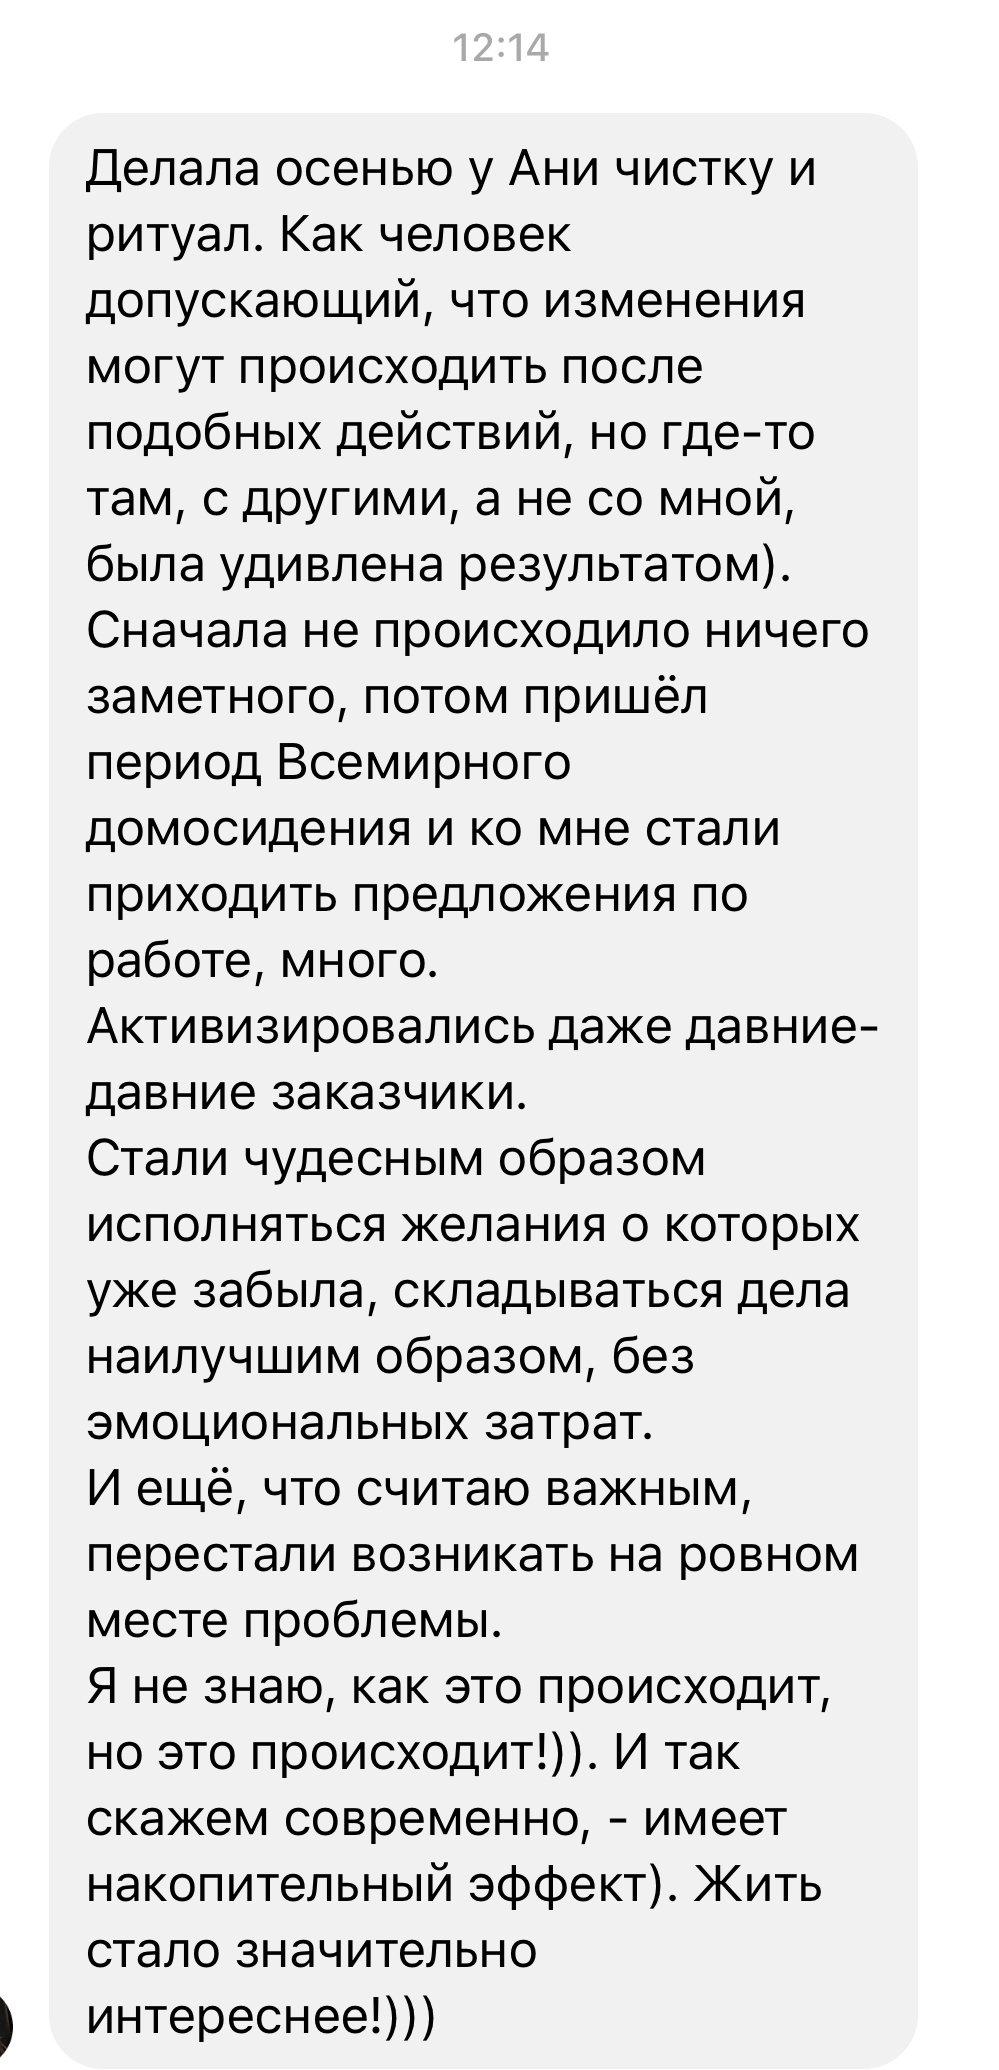 12:14
Делала осенью у Ани чистку и
ритуал. Как человек
допускающий, что изменения
могут происходить после
подобных действий, но где-то
там, с другими, а не со мной,
была удивлена результатом).
Сначала не происходило ничего
заметного, потом пришёл
период Всемирного
домосидения и ко мне стали
приходить предложения по
работе, много.
Активизировались даже давние-
давние заказчики.
Стали чудесным образом
исполняться желания о которых
уже забыла, складываться дела
наилучшим образом, без
эмоциональных затрат.
И ещё, что считаю важным,
перестали возникать на ровном
месте проблемы.
Я не знаю, как это происходит,
но это происходит!)). И так
скажем современно, - имеет
накопительный эффект). Жить
стало значительно
интереснее!)))